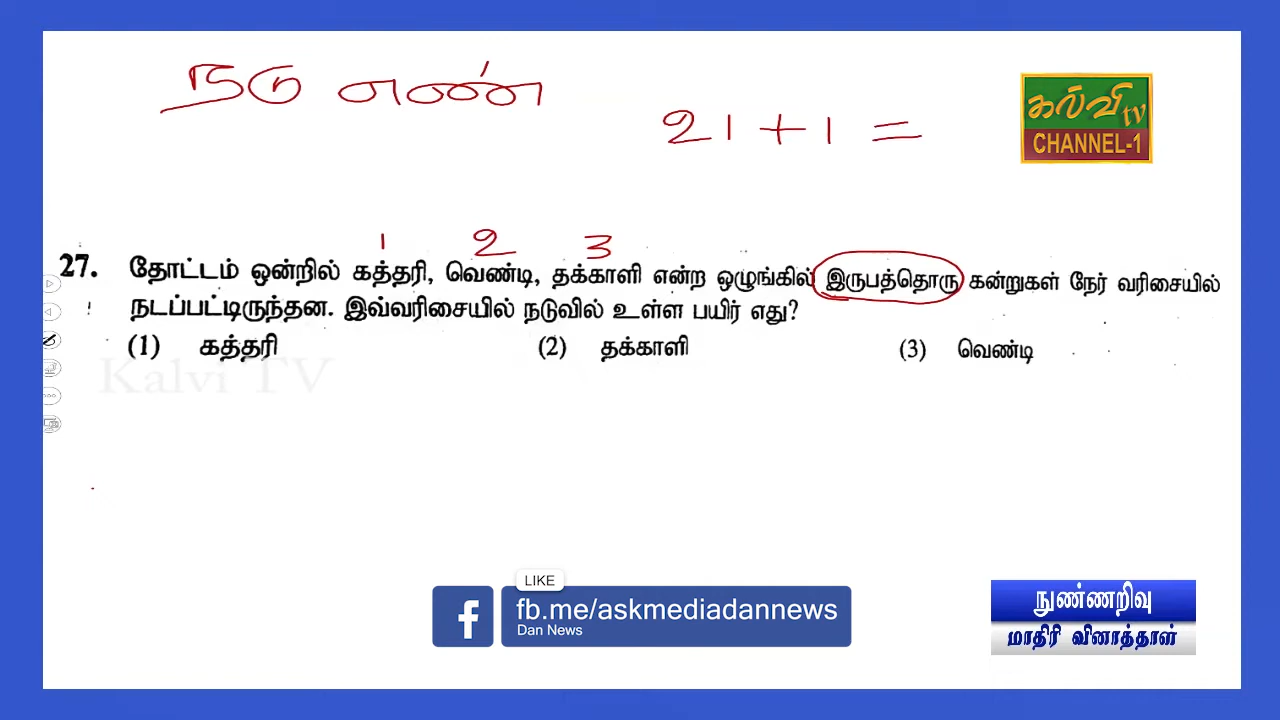 நடு எண்
21 + 1 =
கல்வி tv
CHANNEL-1
1 2 3
27. தோட்டம் ஒன்றில் கத்தரி, வெண்டி, தக்காளி என்ற ஒழுங்கில் இருபத்தொரு கன்றுகள் நேர் வரிசையில்
நடப்பட்டிருந்தன. இவ்வரிசையில் நடுவில் உள்ள பயிர் எது?
(1) கத்தரி (2) தக்காளி (3) வெண்டி
Kalvi TV
LIKE
fb.me/askmediadannews
Dan News
நுண்ணறிவு
மாதிரி வினாத்தாள்